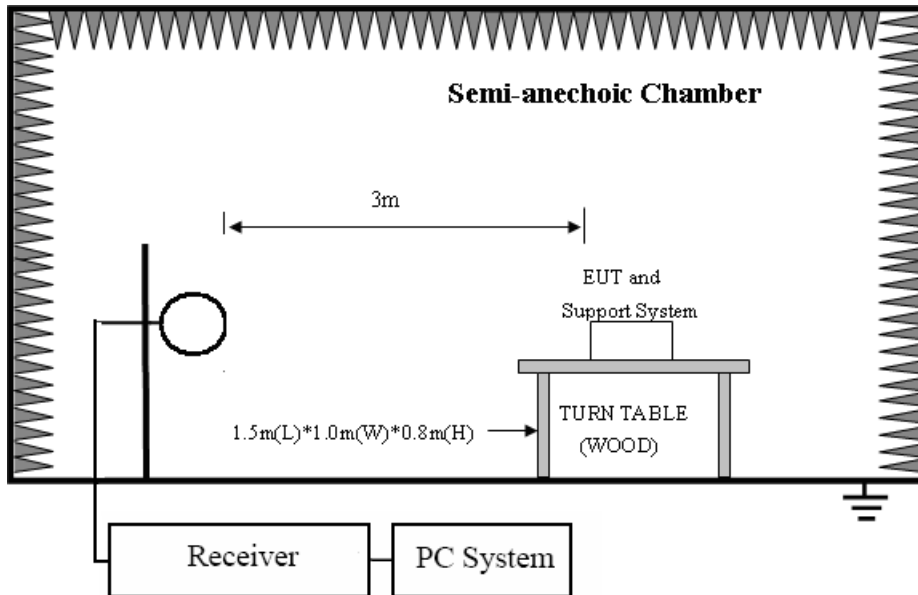 Semi-anechoic Chamber
3m
EUT and
Support System
1.5m(L)*1.0m(W)*0.8m(H)
TURN TABLE
(WOOD)
Receiver
PC System